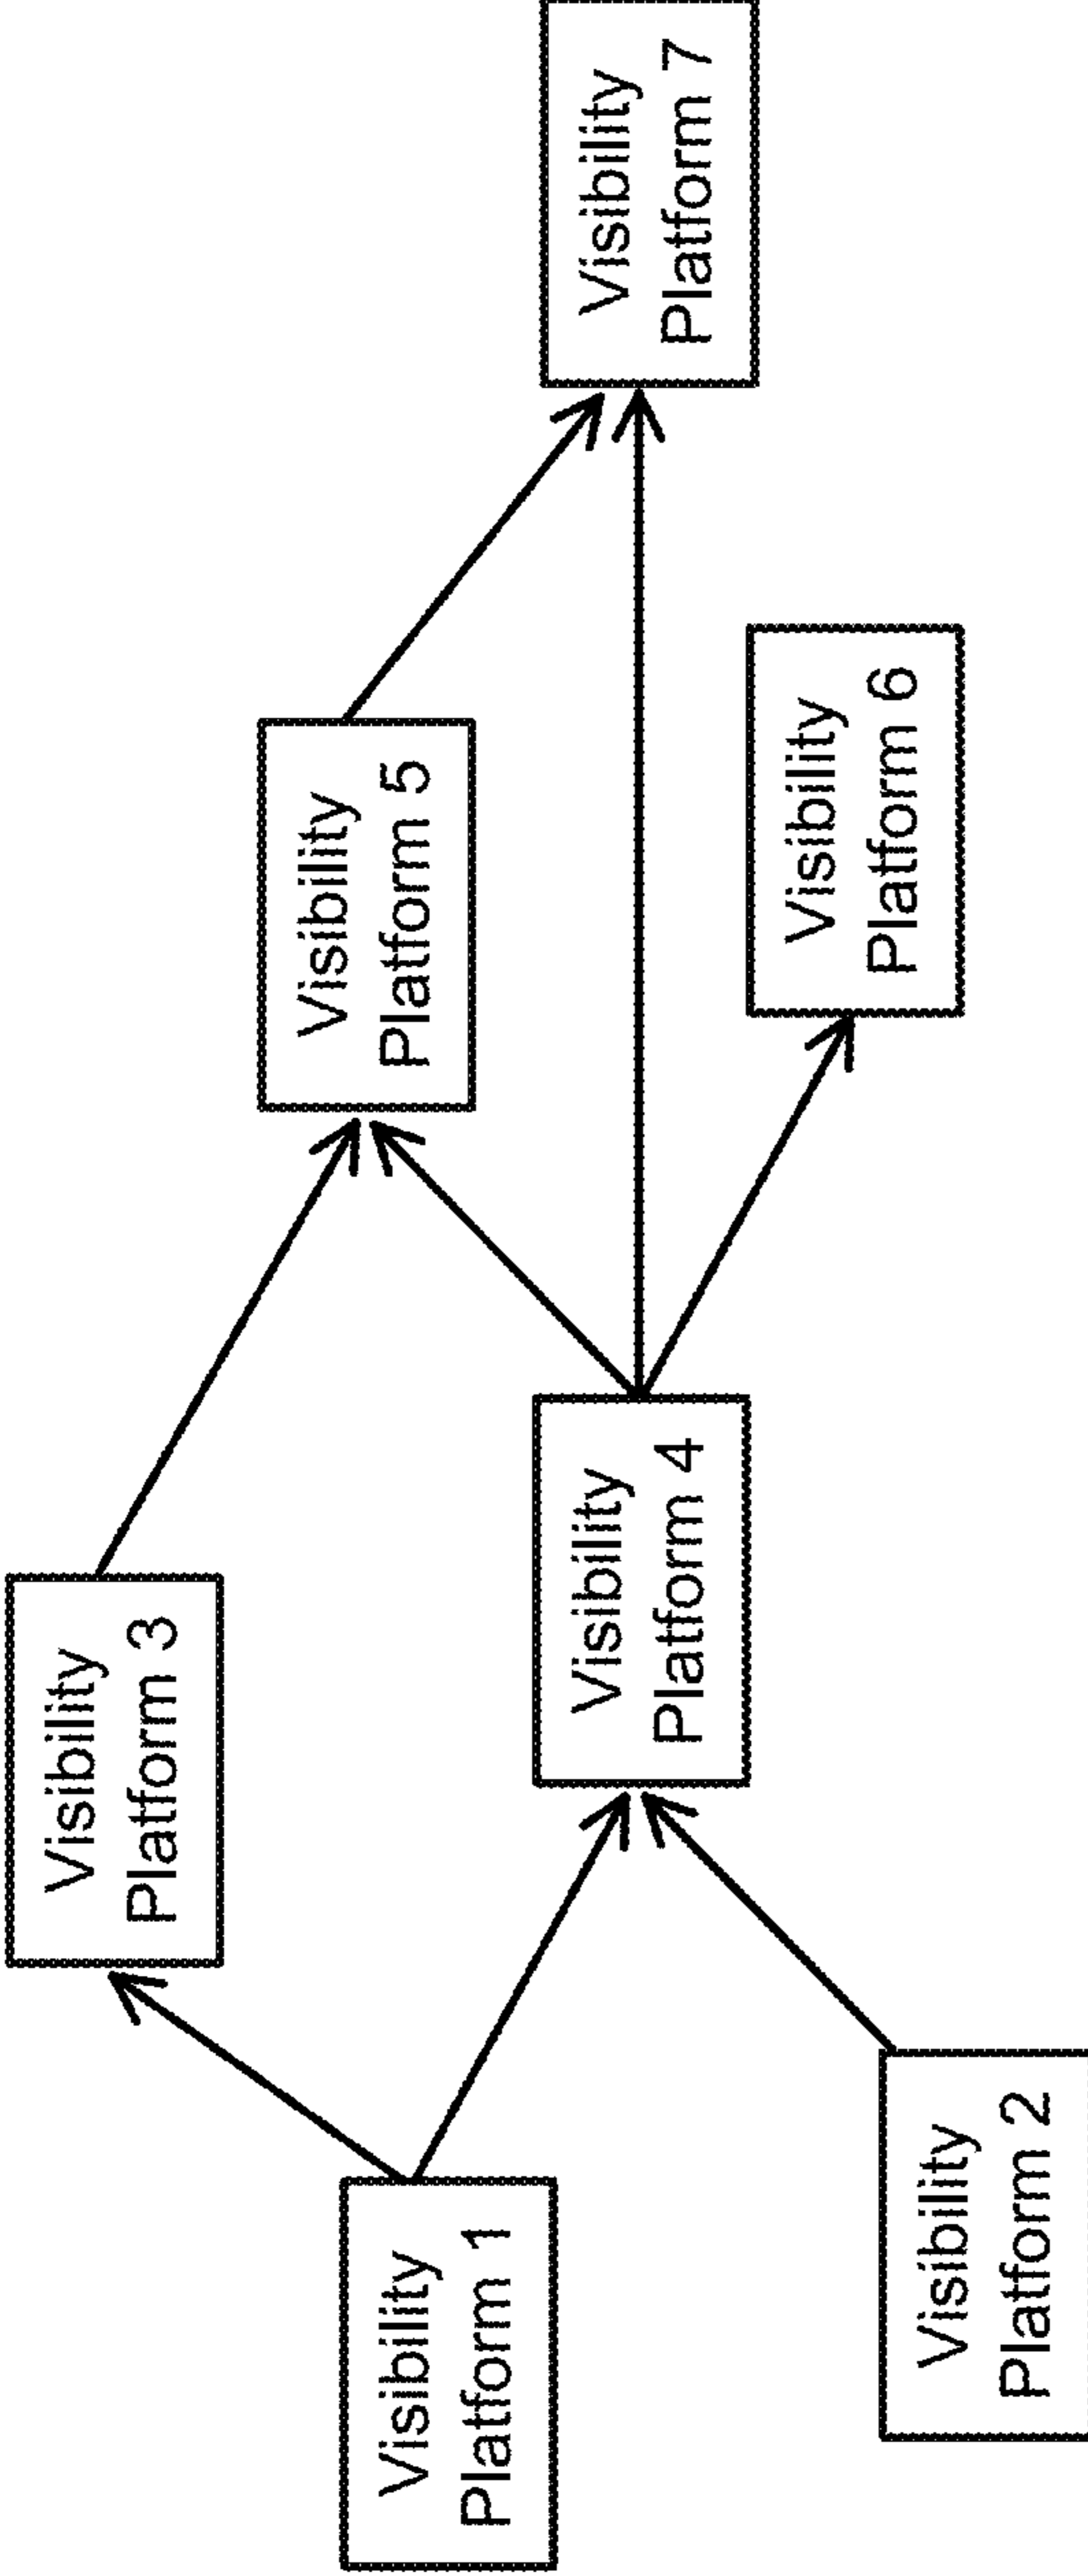 Visibility
Platform 1
Visibility
Platform 2
Visibility
Platform 3
Visibility
Platform 4
Visibility
Platform 5
Visibility
Platform 6
Visibility
Platform 7